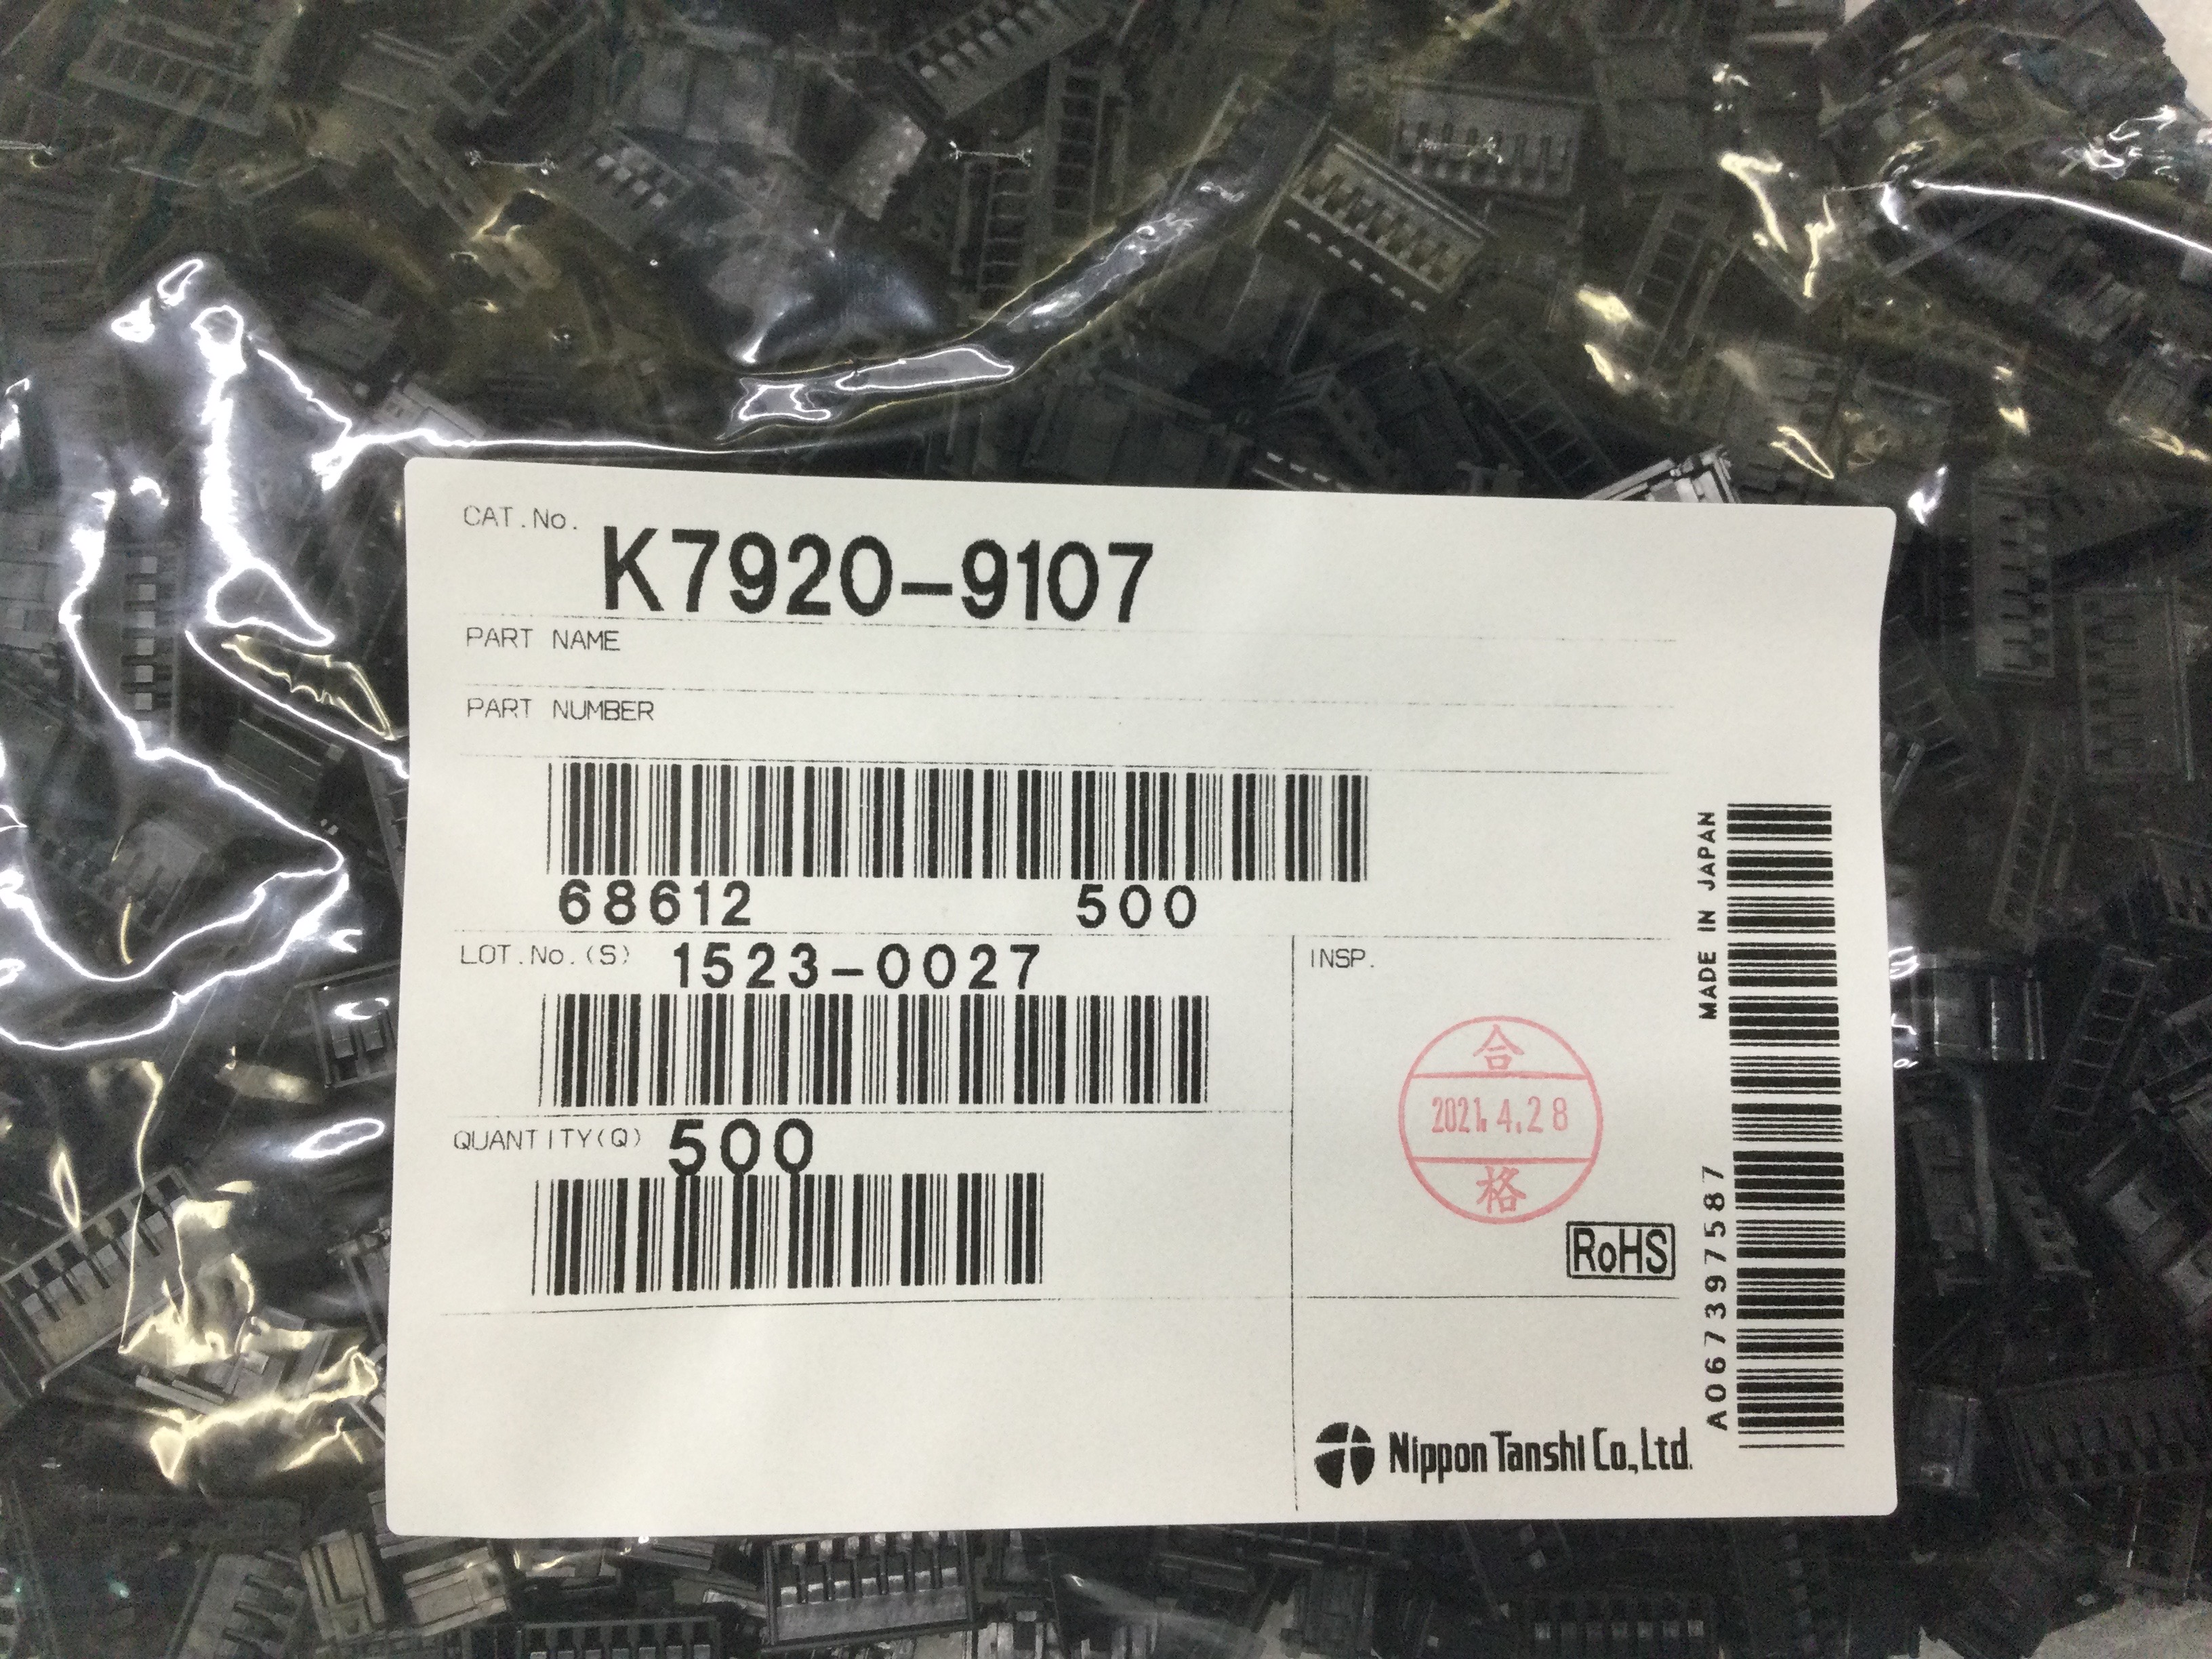 CAT.No. K7920-9107
PART NAME
PART NUMBER
68612 500
LOT.No.(S) 1523-0027
QUANTITY(Q) 500
INSP.
合
2021.4.28
格
RoHS
Nippon Tanshi Co.,Ltd.
MADE IN JAPAN
A067397587